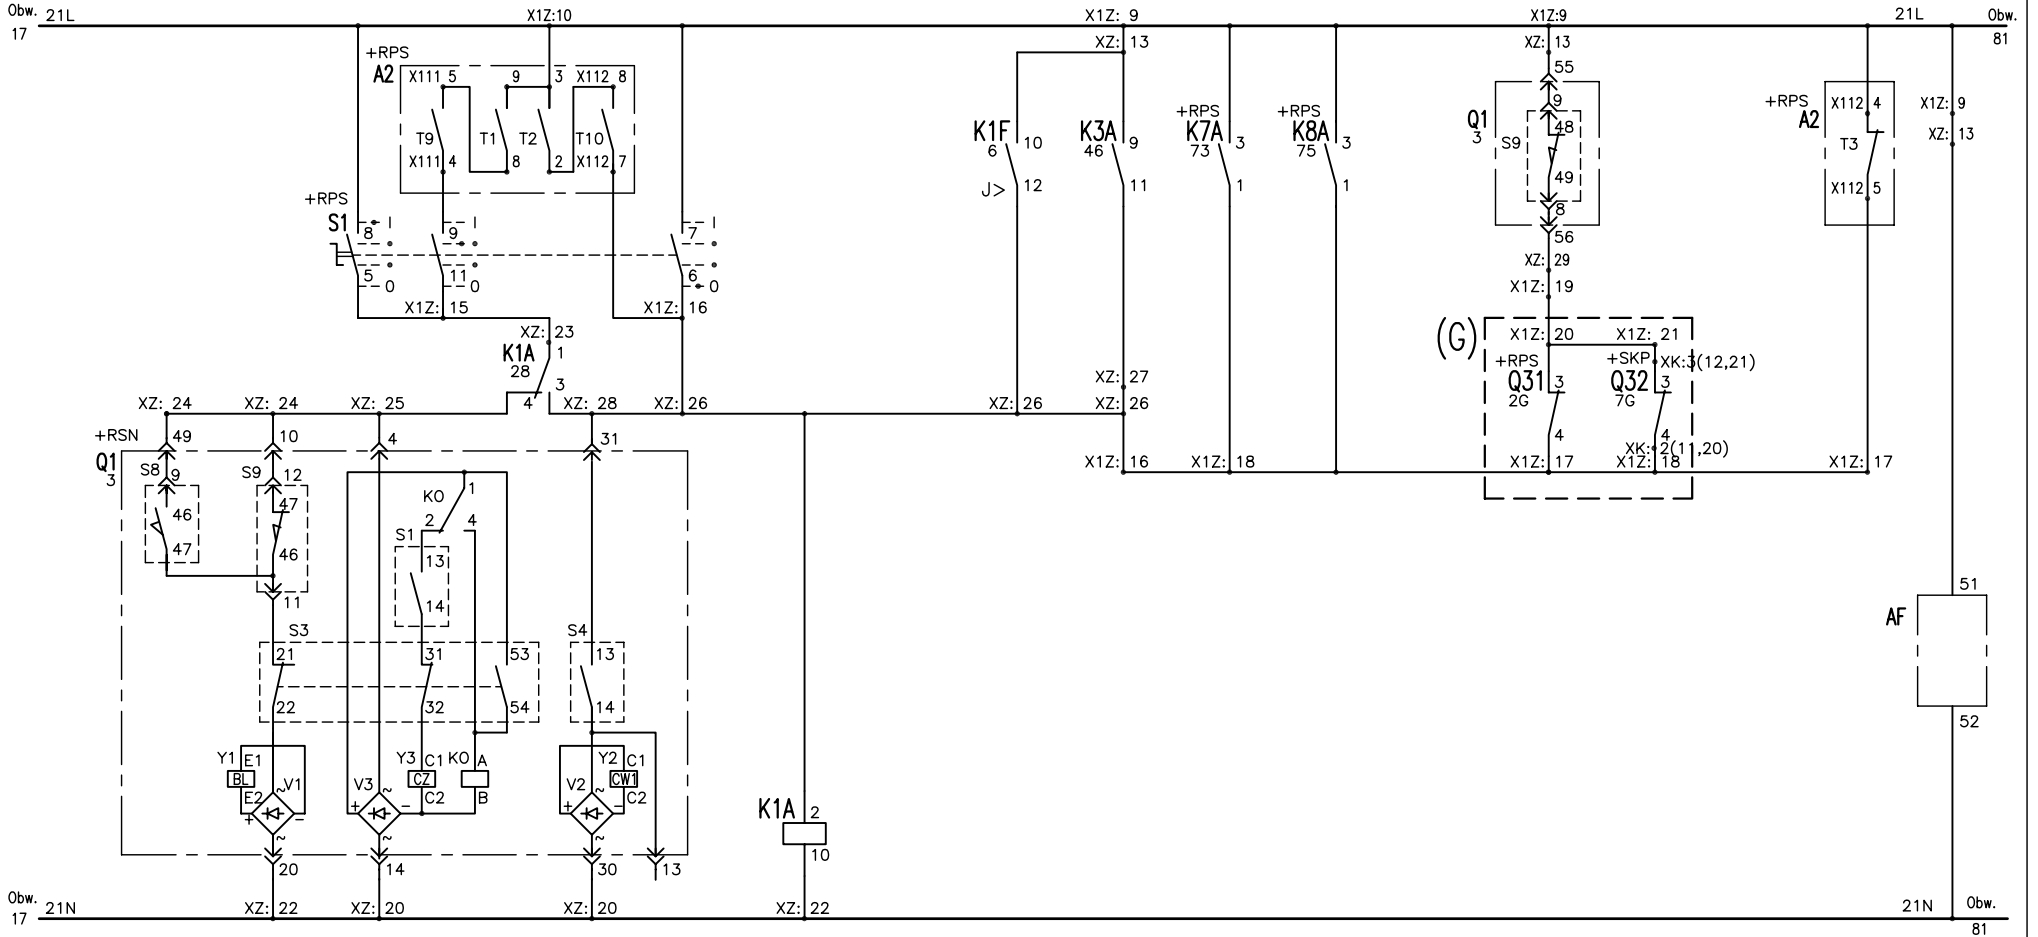 Obw. 21L X1Z:10 X1Z: 9 X1Z:9 21L Obw.
17 XZ: 13 XZ: 13 81
+RPS 55
A2 X111 5 9 3 X112 8 9 +RPS X112 4 X1Z: 9
T9 T1 T2 T10 K1F 10 K3A 9 +RPS K7A 3 +RPS K8A 3 Q1 48 A2 XZ: 13
6 46 73 75 3 S9 T3
X111 4 8 2 X112 7 J> 12 11 1 1 49 X112 5
+RPS 8
S1 8 I 9 I 7 I 56
5 0 11 0 6 0 XZ: 29
X1Z: 15 X1Z: 16 X1Z: 19
XZ: 23 (G) X1Z: 20 X1Z: 21
K1A 1 +RPS +SKP XK:3(12,21)
28 XZ: 27 Q31 3 Q32 3
4 3 2G 7G
XZ: 24 XZ: 24 XZ: 25 XZ: 28 XZ: 26 XZ: 26 XZ: 26
+RSN 49 10 4 31 4 4
Q1 XK: 2(11,20)
3 S8 9 S9 12 X1Z: 16 X1Z: 18 X1Z: 17 X1Z: 18 X1Z: 17
K0 1
46 47 2 4
47 46 S1 13
11 14 51
S3 S4 AF
21 31 53 13
22 32 54 14
52
Y1 E1 Y3 C1 K0 A Y2 C1
BL V1 V3 CZ V2 CW1
E2 ~ ~ C2 B ~ C2 K1A 2
+ - + - + -
~ ~ ~ 10
20 14 30 13
Obw. 21N XZ: 22 XZ: 20 XZ: 20 XZ: 22 21N Obw.
17 81